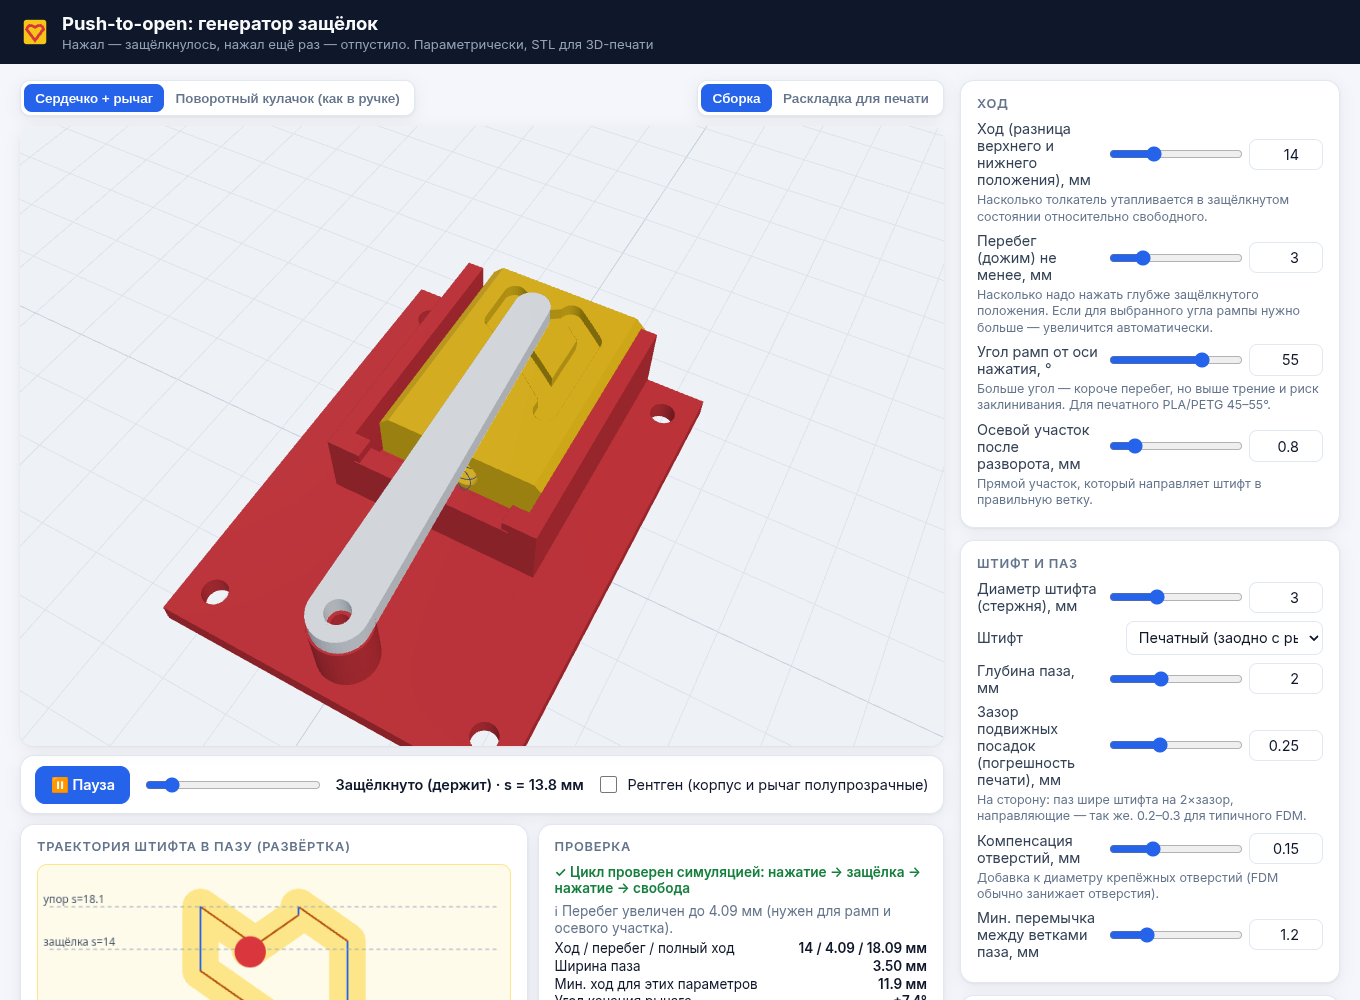 Push-to-open: генератор защёлок
Нажал — защёлкнулось, нажал ещё раз — отпустило. Параметрически, STL для 3D-печати
Сердечко + рычаг
Поворотный кулачок (как в ручке)
Сборка
Раскладка для печати
⏸ Пауза
Защёлкнуто (держит) · s = 13.8 мм
Рентген (корпус и рычаг полупрозрачные)
ТРАЕКТОРИЯ ШТИФТА В ПАЗУ (РАЗВЁРТКА)
упор s=18.1
защёлка s=14
ПРОВЕРКА
✓ Цикл проверен симуляцией: нажатие → защёлка →
нажатие → свобода
i Перебег увеличен до 4.09 мм (нужен для рамп и
осевого участка).
Ход / перебег / полный ход 14 / 4.09 / 18.09 мм
Ширина паза 3.50 мм
Мин. ход для этих параметров 11.9 мм
ХОД
Ход (разница
верхнего и
нижнего
положения), мм
14
Насколько толкатель утапливается в защёлкнутом
состоянии относительно свободного.
Перебег
(дожим) не
менее, мм
3
Насколько надо нажать глубже защёлкнутого
положения. Если для выбранного угла рампы нужно
больше — увеличится автоматически.
Угол рамп от оси
нажатия, °
55
Больше угол — короче перебег, но выше трение и риск
заклинивания. Для печатного PLA/PETG 45–55°.
Осевой участок
после
разворота, мм
0.8
Прямой участок, который направляет штифт в
правильную ветку.
ШТИФТ И ПАЗ
Диаметр штифта
(стержня), мм
3
Штифт
Печатный (заодно с
Глубина паза,
мм
2
Зазор
подвижных
посадок
(погрешность
печати), мм
0.25
На сторону: паз шире штифта на 2×зазор,
направляющие — так же. 0.2–0.3 для типичного FDM.
Компенсация
отверстий, мм
0.15
Добавка к диаметру крепёжных отверстий (FDM
обычно занижает отверстия).
Мин. перемычка
между ветками
паза, мм
1.2